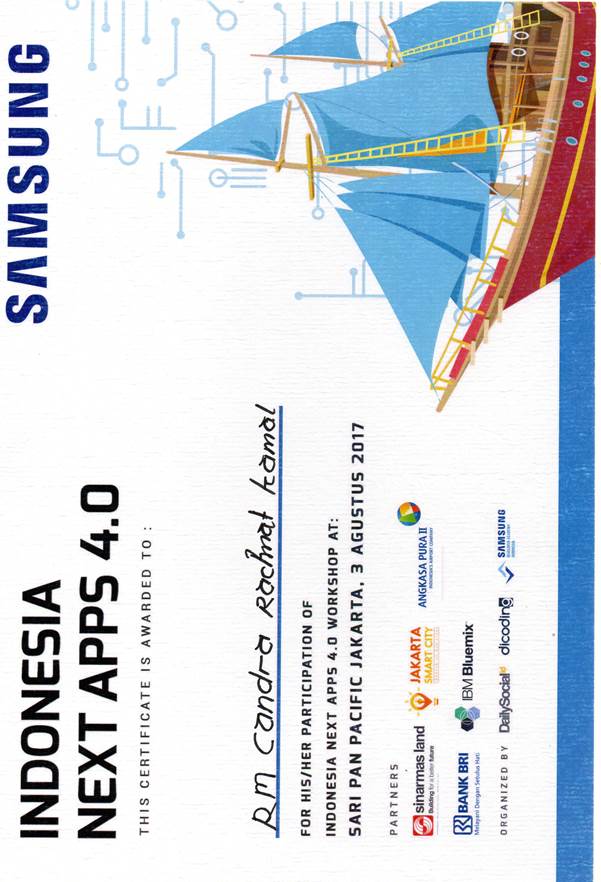 INDONESIA
NEXT APPS 4.0
SAMSUNG
THIS CERTIFICATE IS AWARDED TO :
RM Candra Rachmat Kamal
FOR HIS/HER PARTICIPATION OF
INDONESIA NEXT APPS 4.0 WORKSHOP AT:
SARI PAN PACIFIC JAKARTA, 3 AGUSTUS 2017
PARTNERS
sinarmas land
Building for a better future
JAKARTA
SMART CITY
ANGKASA PURA II
INDONESIA'S AIRPORT COMPANY
BANK BRI
Melayani Dengan Setulus Hati
IBM Bluemix
ORGANIZED BY
DailySocial
dicoding
SAMSUNG